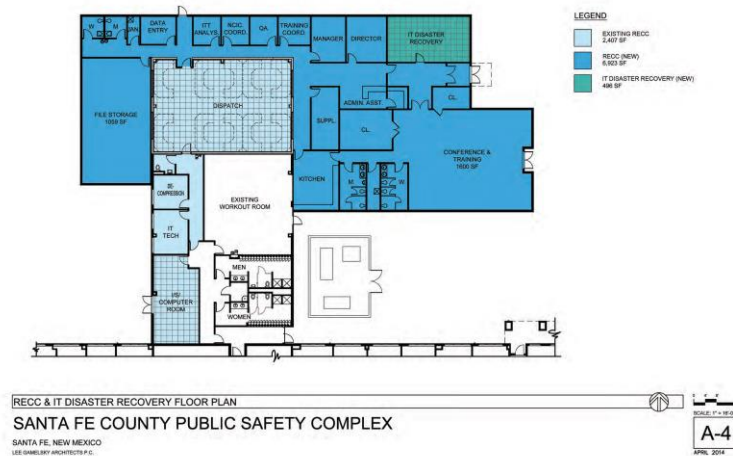 LEGEND
EXISTING RECC
2,407 SF
RECC (NEW)
6,923 SF
IT DISASTER RECOVERY (NEW)
496 SF
W
M
JAN
DATA
ENTRY
ITT
ANALYS.
NCIC
COORD.
QA
TRAINING
COORD.
MANAGER
DIRECTOR
IT DISASTER
RECOVERY
FILE STORAGE
1059 SF
DISPATCH
SUPPL.
ADMIN. ASST.
CL.
CL.
CONFERENCE &
TRAINING
1600 SF
KITCHEN
M
W
DE-
COMPRESSION
EXISTING
WORKOUT ROOM
IT
TECH
MEN
WOMEN
COMPUTER
ROOM
RECC & IT DISASTER RECOVERY FLOOR PLAN
SANTA FE COUNTY PUBLIC SAFETY COMPLEX
SANTA FE, NEW MEXICO
LEE GAMELSKY ARCHITECTS P.C.
A-4
APRIL 2014